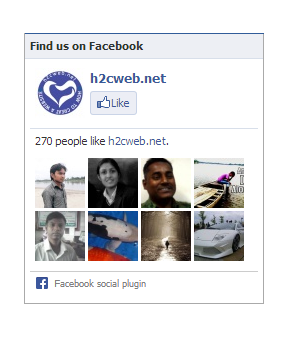 Find us on Facebook
h2cweb.net
Like
270 people like h2cweb.net.
Facebook social plugin